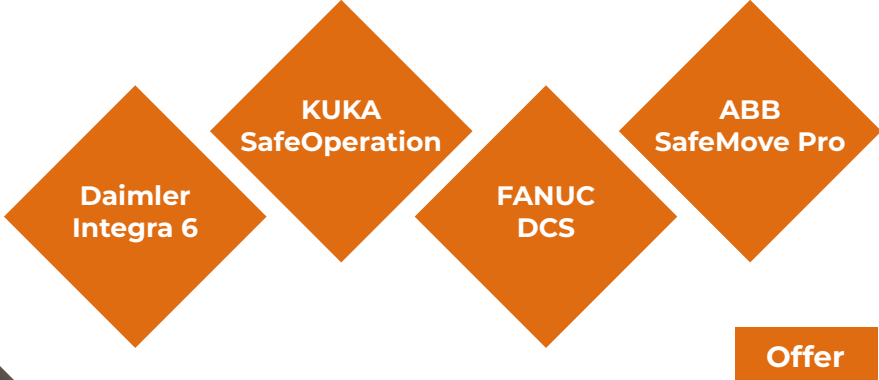 Daimler
Integra 6
KUKA
SafeOperation
FANUC
DCS
ABB
SafeMove Pro
Offer